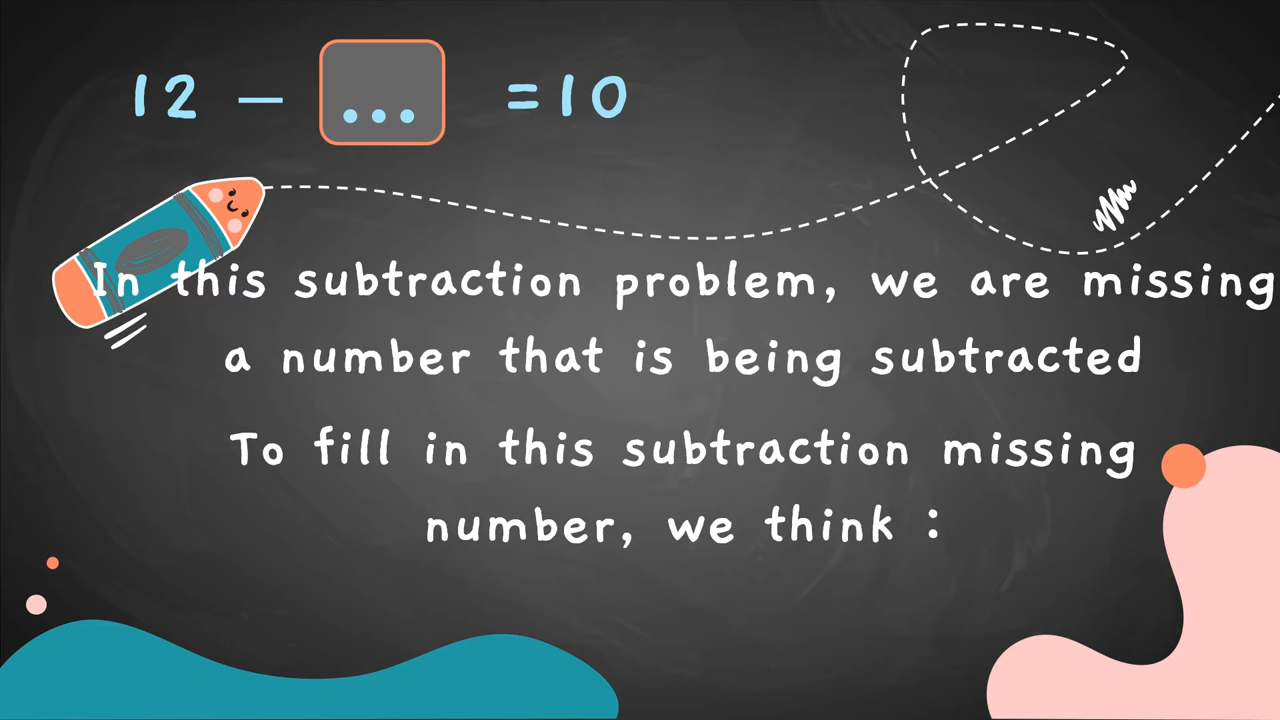 12 – ... =10
In this subtraction problem, we are missing
a number that is being subtracted
To fill in this subtraction missing
number, we think :